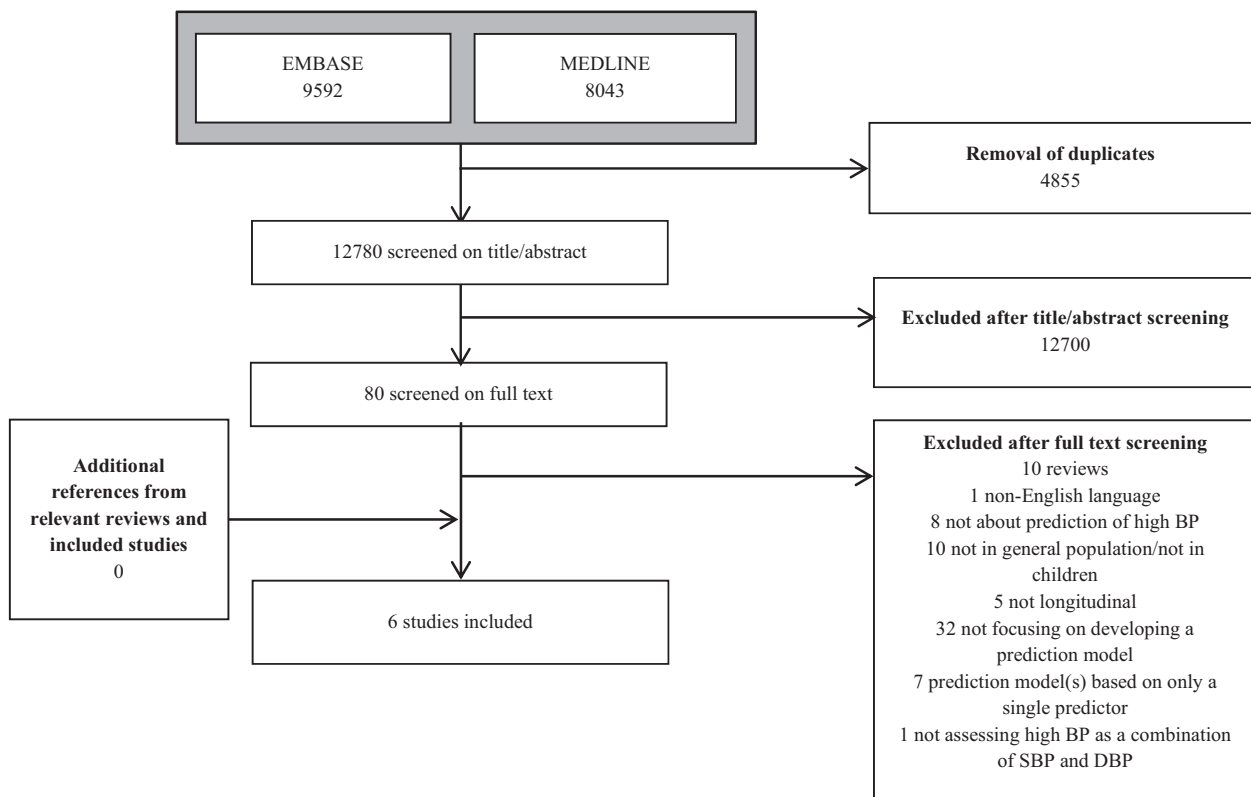 EMBASE
9592
MEDLINE
8043
Removal of duplicates
4855
12780 screened on title/abstract
Excluded after title/abstract screening
12700
80 screened on full text
Additional
references from
relevant reviews and
included studies
0
Excluded after full text screening
10 reviews
1 non-English language
8 not about prediction of high BP
10 not in general population/not in
children
5 not longitudinal
32 not focusing on developing a
prediction model
7 prediction model(s) based on only a
single predictor
1 not assessing high BP as a combination
of SBP and DBP
6 studies included